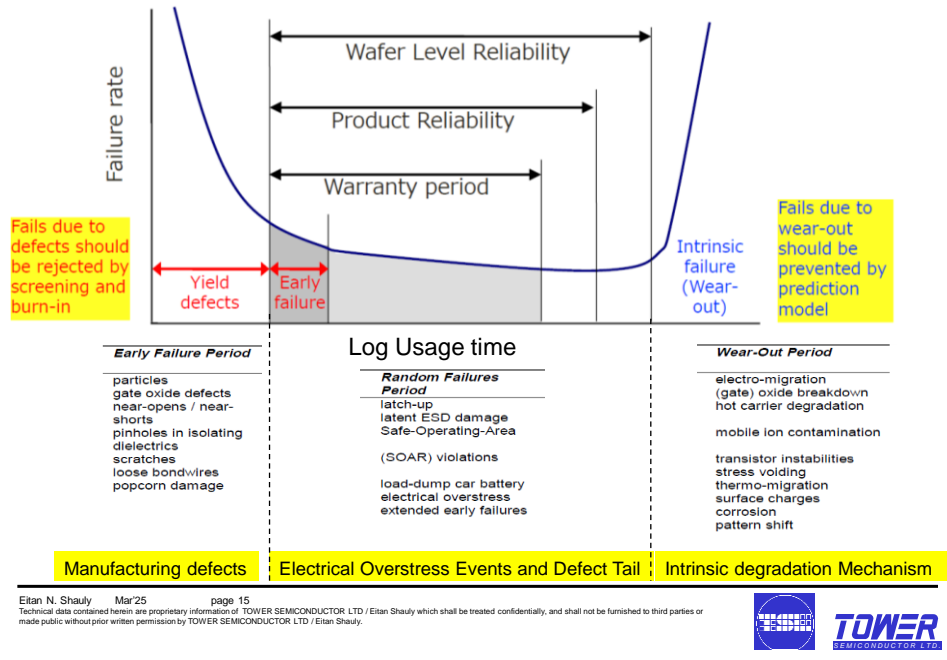 Failure rate
Wafer Level Reliability
Product Reliability
Warranty period
Fails due to
defects should
be rejected by
screening and
burn-in
Yield
defects
Early
failure
Intrinsic
failure
(Wear-
out)
Fails due to
wear-out
should be
prevented by
prediction
model
Log Usage time
Early Failure Period
particles
gate oxide defects
near-opens / near-
shorts
pinholes in isolating
dielectrics
scratches
loose bondwires
popcorn damage
Random Failures
Period
latch-up
latent ESD damage
Safe-Operating-Area
(SOAR) violations
load-dump car battery
electrical overstress
extended early failures
Wear-Out Period
electro-migration
(gate) oxide breakdown
hot carrier degradation
mobile ion contamination
transistor instabilities
stress voiding
thermo-migration
surface charges
corrosion
pattern shift
Manufacturing defects
Electrical Overstress Events and Defect Tail
Intrinsic degradation Mechanism
Eitan N. Shauly Mar'25 page 15
Technical data contained herein are proprietary information of TOWER SEMICONDUCTOR LTD / Eitan Shauly which shall be treated confidentially, and shall not be furnished to third parties or
made public without prior written permission by TOWER SEMICONDUCTOR LTD / Eitan Shauly.
TOWER
SEMICONDUCTOR LTD.